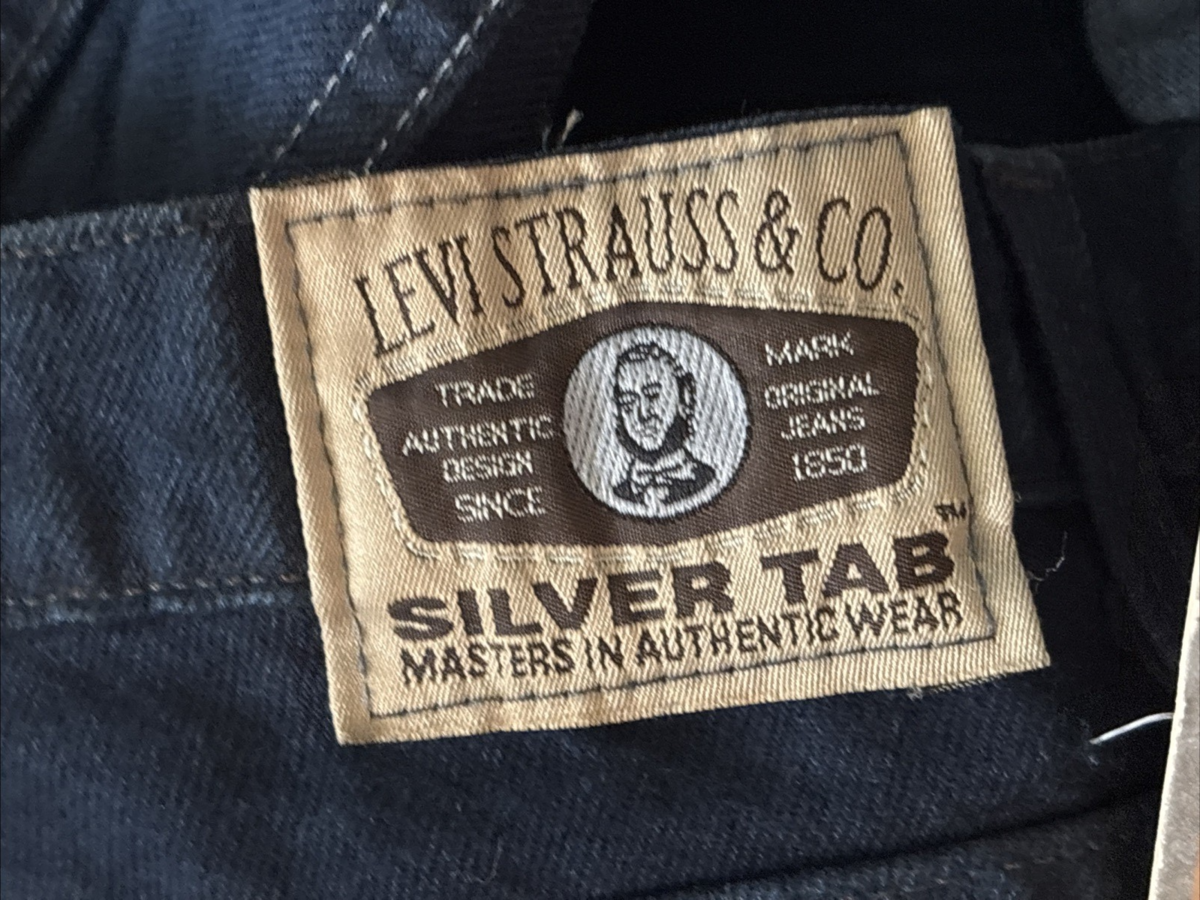 LEVI STRAUSS & CO.
TRADE MARK
AUTHENTIC ORIGINAL
DESIGN JEANS
SINCE 1850
SILVER TAB™
MASTERS IN AUTHENTIC WEAR